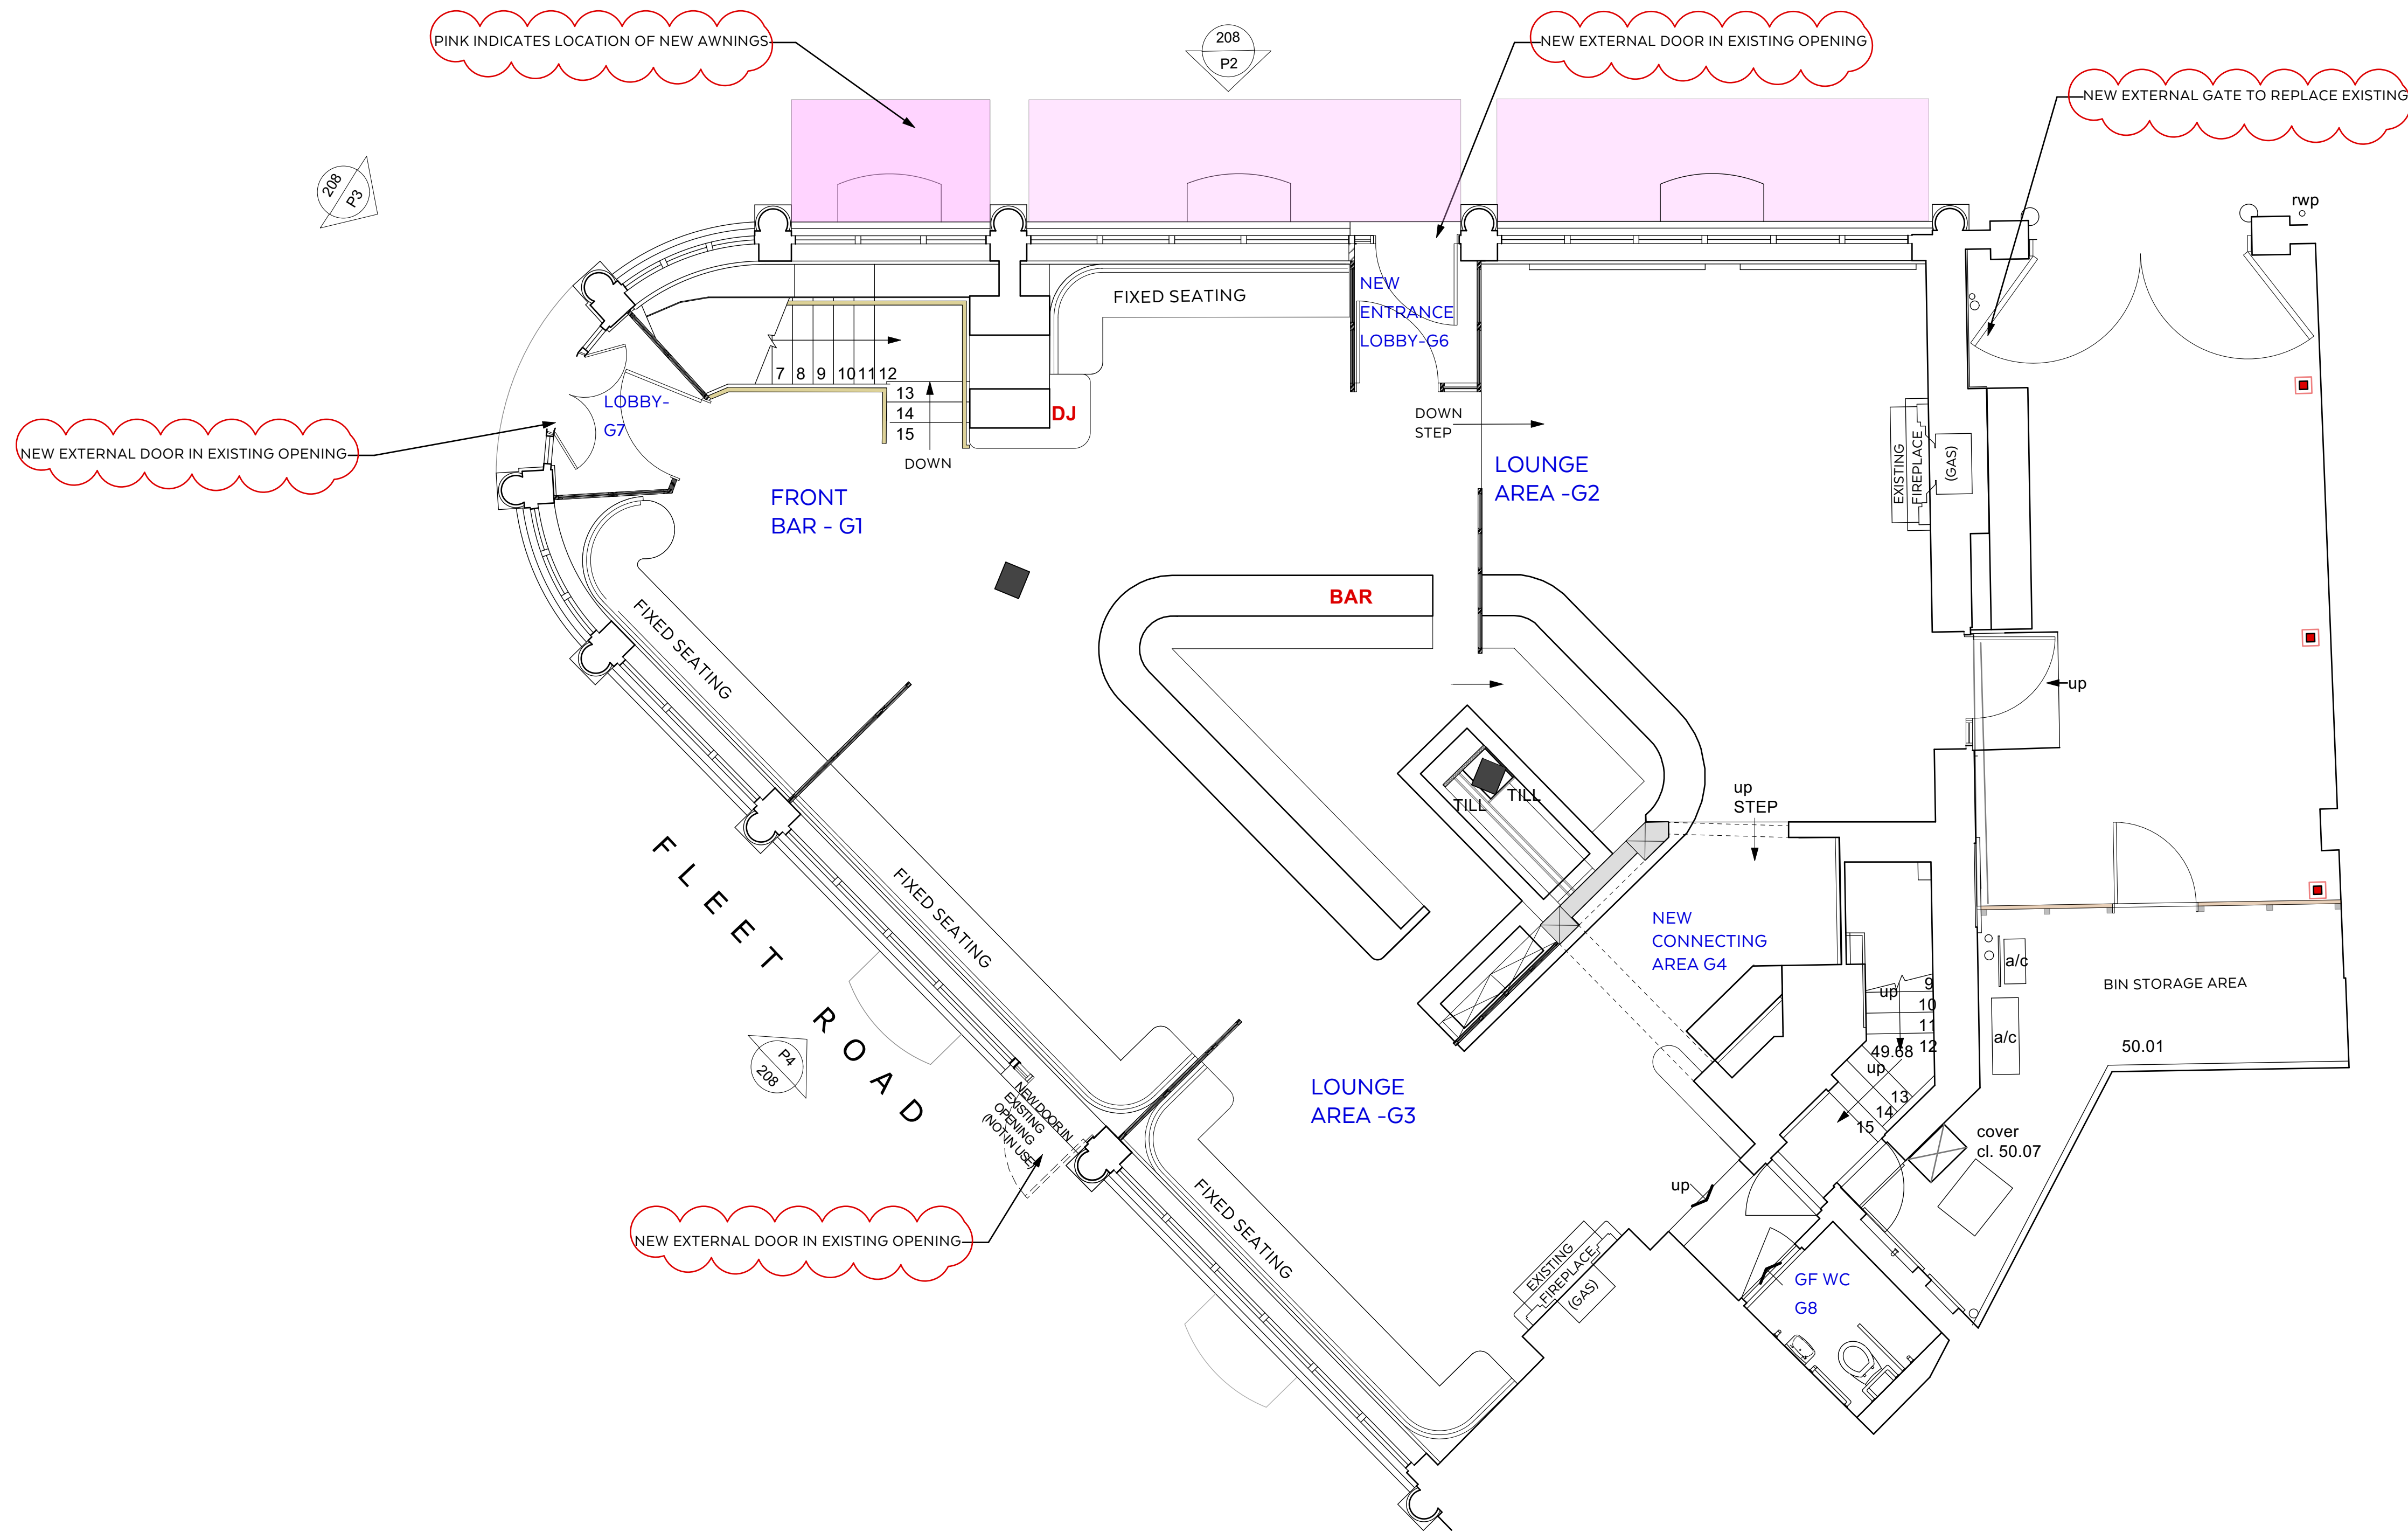 PINK INDICATES LOCATION OF NEW AWNINGS
208
P2
NEW EXTERNAL DOOR IN EXISTING OPENING
NEW EXTERNAL GATE TO REPLACE EXISTING
208
P3
rwp
NEW
ENTRANCE
LOBBY-G6
FIXED SEATING
7
8
9
10
11
12
13
14
15
DOWN
DJ
LOBBY-
G7
NEW EXTERNAL DOOR IN EXISTING OPENING
DOWN
STEP
FRONT
BAR - G1
LOUNGE
AREA -G2
EXISTING
FIREPLACE
(GAS)
BAR
FIXED SEATING
up
TILL
TILL
up
STEP
FLEET ROAD
FIXED SEATING
NEW
CONNECTING
AREA G4
9
up
10
11
12
49.68
up
13
14
15
a/c
a/c
BIN STORAGE AREA
50.01
P4
208
NEW DOOR IN
EXISTING
OPENING
(NOT IN USE)
LOUNGE
AREA -G3
cover
cl. 50.07
up
FIXED SEATING
NEW EXTERNAL DOOR IN EXISTING OPENING
EXISTING
FIREPLACE
(GAS)
GF WC
G8